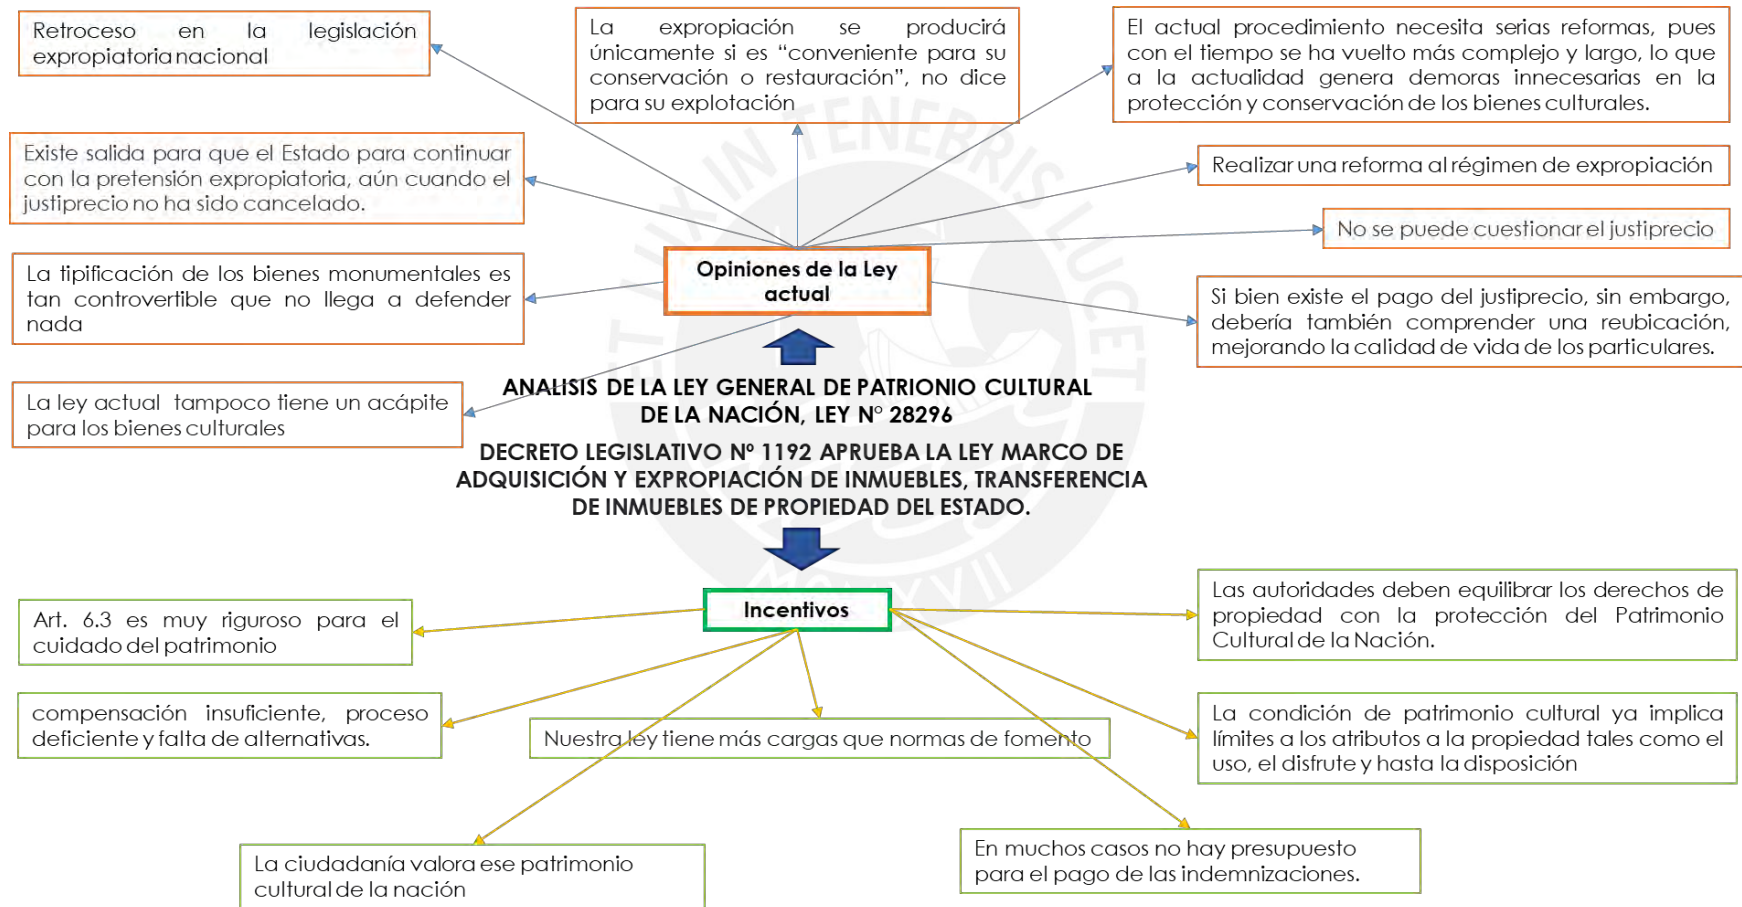 Retroceso en la legislación
expropiatoria nacional
La expropiación se producirá
únicamente si es “conveniente para su
conservación o restauración”, no dice
para su explotación
El actual procedimiento necesita serias reformas, pues
con el tiempo se ha vuelto más complejo y largo, lo que
a la actualidad genera demoras innecesarias en la
protección y conservación de los bienes culturales.
Existe salida para que el Estado para continuar
con la pretensión expropiatoria, aún cuando el
justiprecio no ha sido cancelado.
Realizar una reforma al régimen de expropiación
No se puede cuestionar el justiprecio
La tipificación de los bienes monumentales es
tan controvertible que no llega a defender
nada
Opiniones de la Ley
actual
Si bien existe el pago del justiprecio, sin embargo,
debería también comprender una reubicación,
mejorando la calidad de vida de los particulares.
La ley actual tampoco tiene un acápite
para los bienes culturales
ANALISIS DE LA LEY GENERAL DE PATRIONIO CULTURAL
DE LA NACIÓN, LEY N° 28296
DECRETO LEGISLATIVO Nº 1192 APRUEBA LA LEY MARCO DE
ADQUISICIÓN Y EXPROPIACIÓN DE INMUEBLES, TRANSFERENCIA
DE INMUEBLES DE PROPIEDAD DEL ESTADO.
Incentivos
Art. 6.3 es muy riguroso para el
cuidado del patrimonio
Las autoridades deben equilibrar los derechos de
propiedad con la protección del Patrimonio
Cultural de la Nación.
compensación insuficiente, proceso
deficiente y falta de alternativas.
Nuestra ley tiene más cargas que normas de fomento
La condición de patrimonio cultural ya implica
límites a los atributos a la propiedad tales como el
uso, el disfrute y hasta la disposición
La ciudadanía valora ese patrimonio
cultural de la nación
En muchos casos no hay presupuesto
para el pago de las indemnizaciones.
ET LUX IN TENEBRIS LUCET